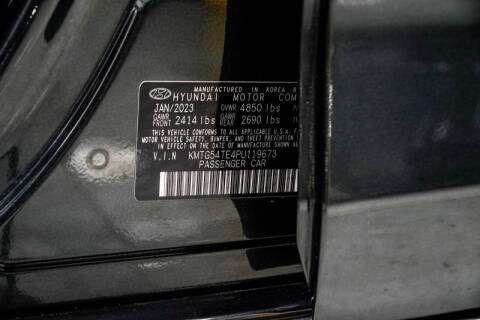 MANUFACTURED IN KOREA B
HYUNDAI MOTOR COM
JAN/2023 GVWR 4850 lbs
GAWR FRONT 2414 lbs GAWR REAR 2690 lbs
THIS VEHICLE CONFORMS TO ALL APPLICABLE U.S.A. F
MOTOR VEHICLE SAFETY, BUMPER, AND THEFT PREVEN
IN EFFECT ON THE DATE OF MANUFACTURE SHOWN A
V.I.N KMTG54TE4PU119673
PASSENGER CAR